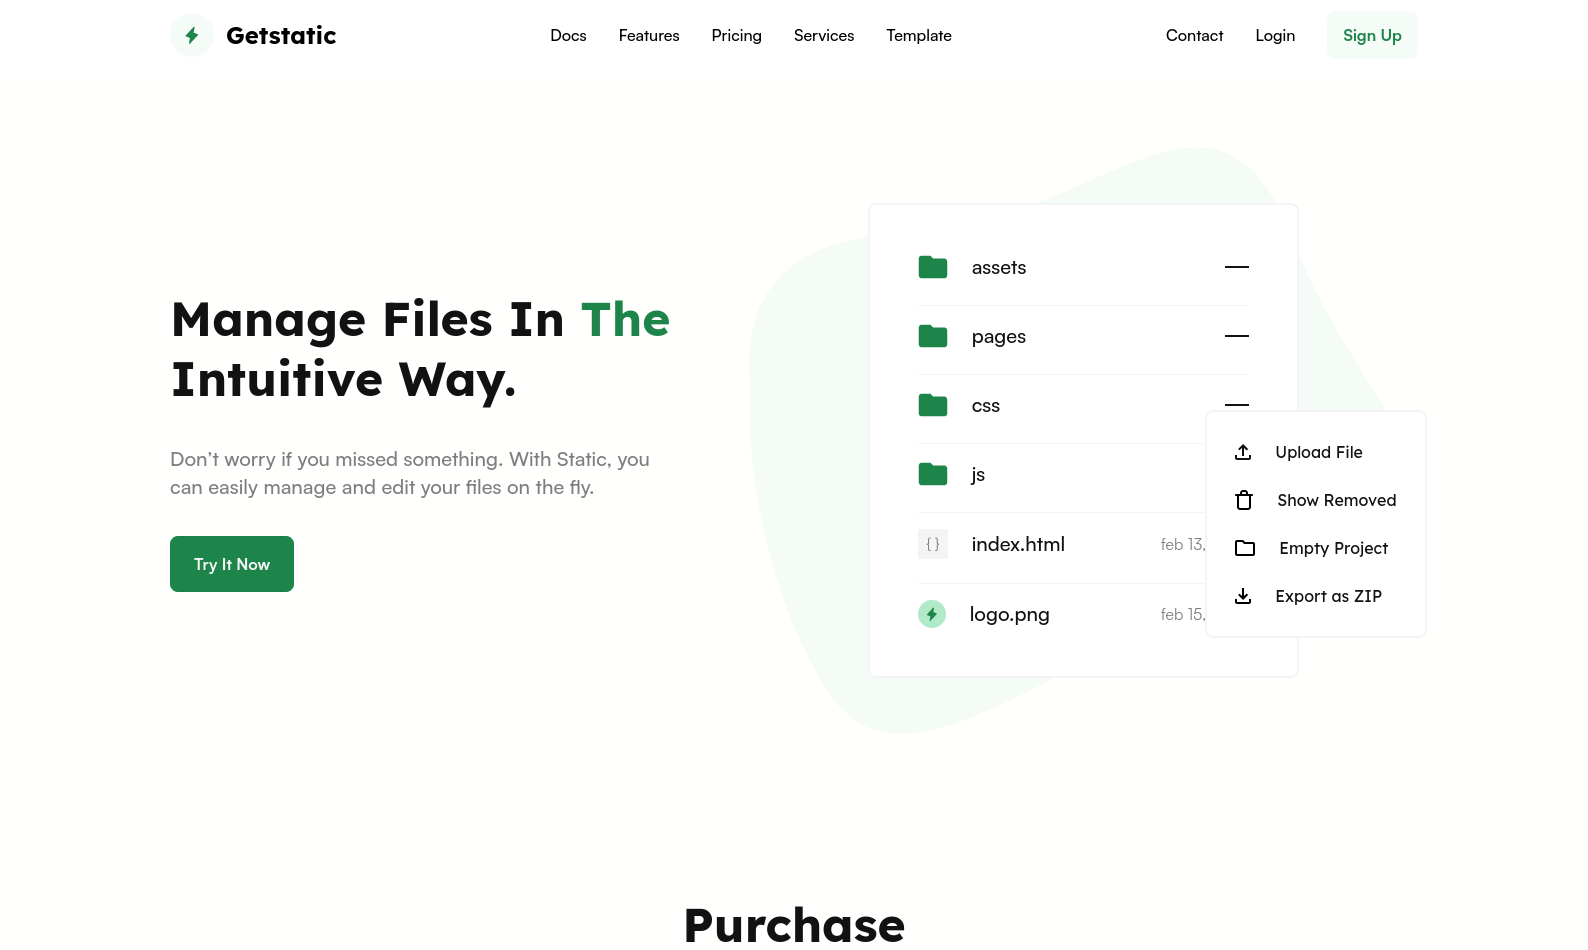 Getstatic
Docs Features Pricing Services Template
Contact Login Sign Up
Manage Files In The
Intuitive Way.
Don’t worry if you missed something. With Static, you
can easily manage and edit your files on the fly.
Try It Now
assets
pages
css
js
{ } index.html feb 13,
logo.png feb 15,
Upload File
Show Removed
Empty Project
Export as ZIP
Purchase